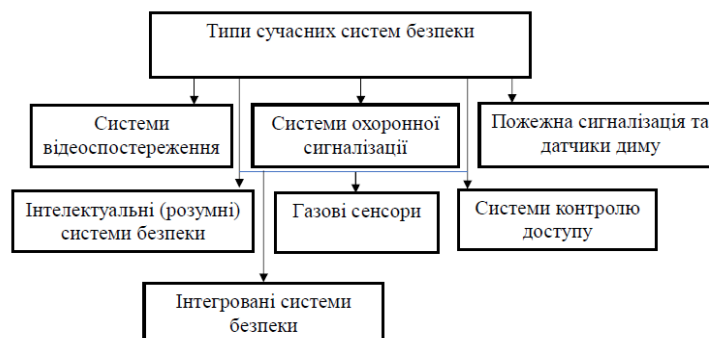 Типи сучасних систем безпеки
Системи
відеоспостереження
Системи охоронної
сигналізації
Пожежна сигналізація та
датчики диму
Інтелектуальні (розумні)
системи безпеки
Газові сенсори
Системи контролю
доступу
Інтегровані системи
безпеки